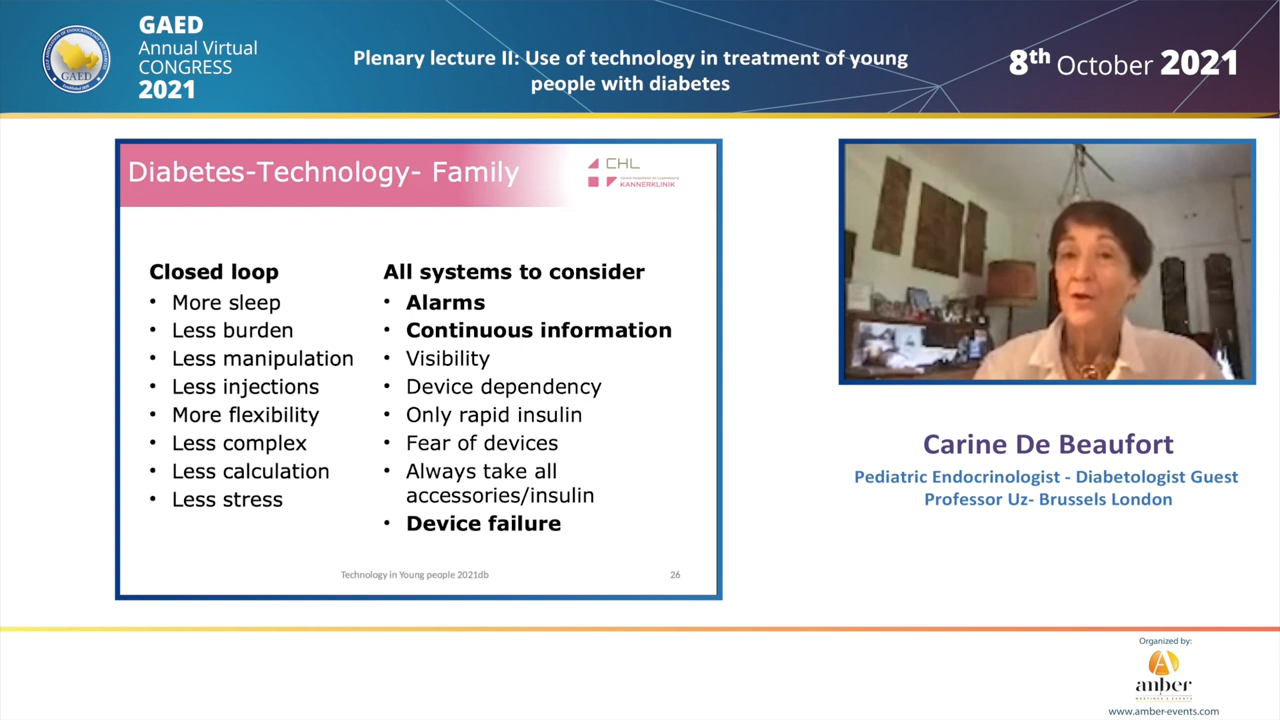 GAED
Annual Virtual
CONGRESS
2021
Plenary lecture II: Use of technology in treatment of young
people with diabetes
8th October 2021
GAED
Diabetes-Technology- Family
CHL
KANNERKLINIK
Closed loop
• More sleep
• Less burden
• Less manipulation
• Less injections
• More flexibility
• Less complex
• Less calculation
• Less stress
All systems to consider
• Alarms
• Continuous information
• Visibility
• Device dependency
• Only rapid insulin
• Fear of devices
• Always take all
accessories/insulin
• Device failure
Technology in Young people 2021db
26
Carine De Beaufort
Pediatric Endocrinologist - Diabetologist Guest
Professor Uz- Brussels London
Organized by:
anber
MEETINGS & EVENTS
www.amber-events.com